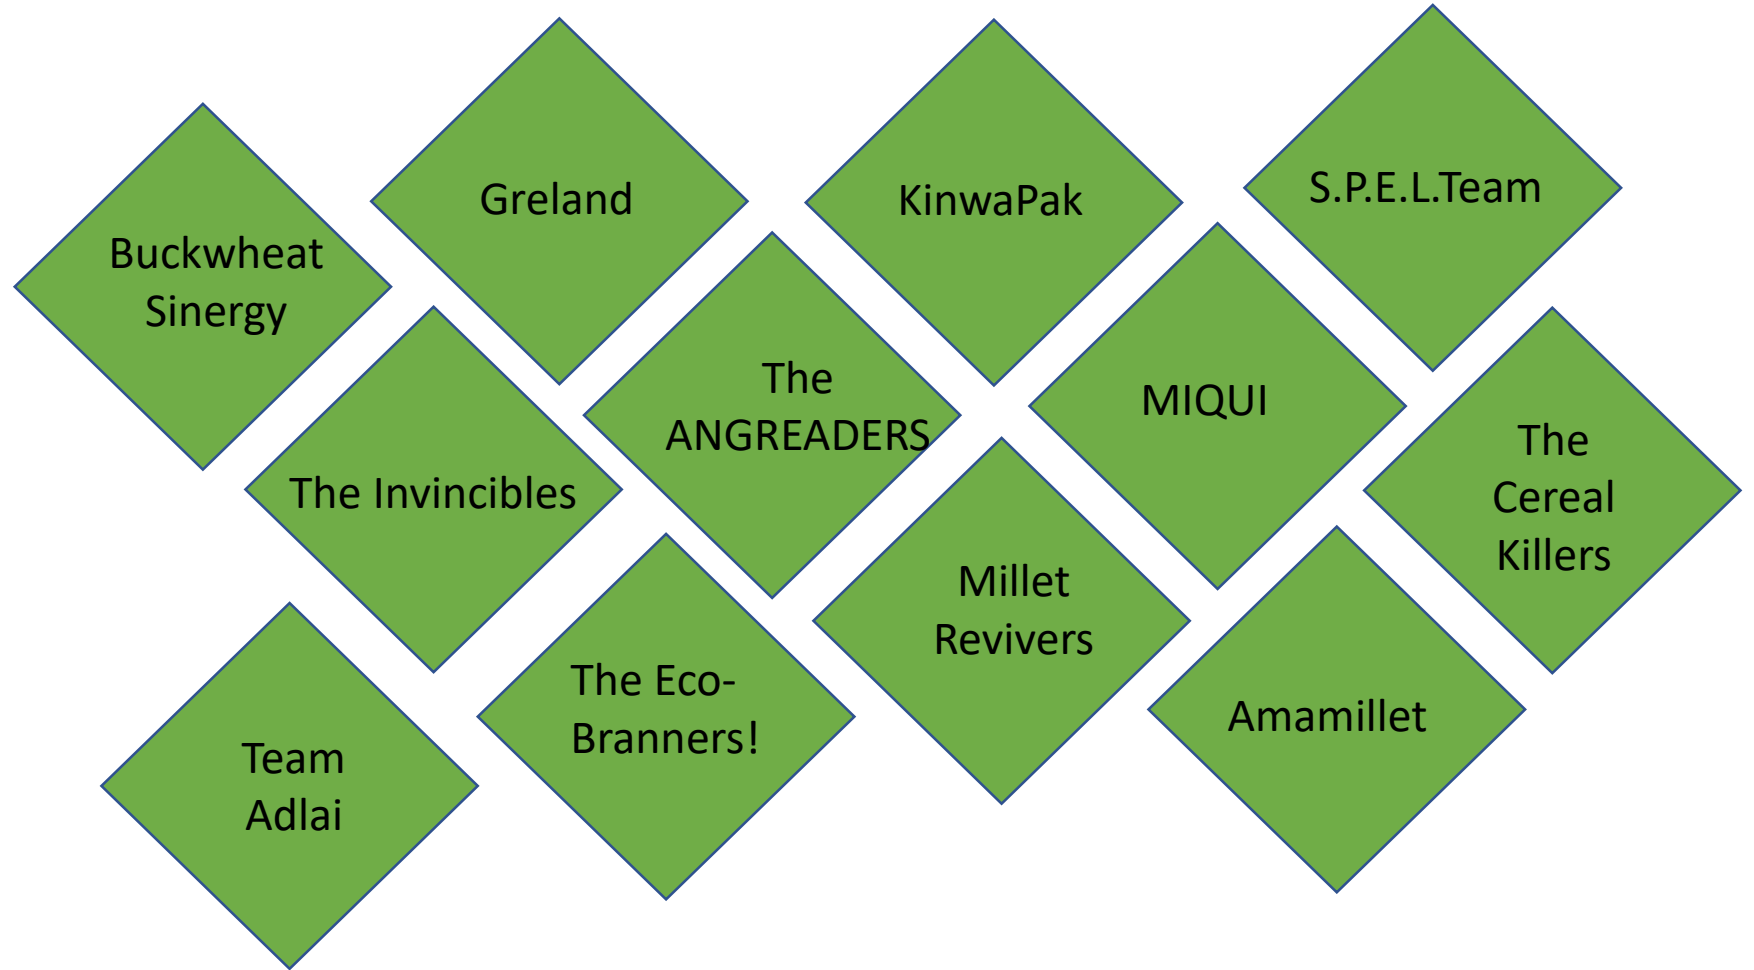 Buckwheat
Sinergy
Greland
KinwaPak
S.P.E.L.Team
The Invincibles
The
ANGREADERS
MIQUI
The
Cereal
Killers
Team
Adlai
The Eco-
Branners!
Millet
Revivers
Amamillet